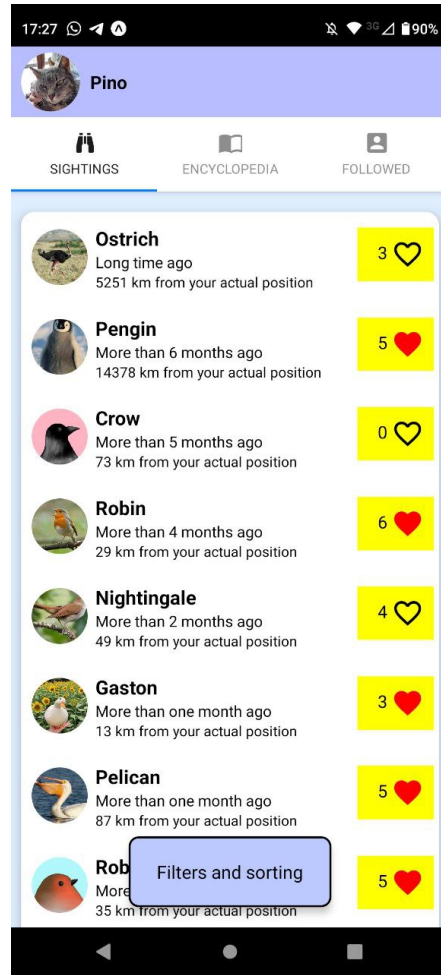 17:27 3G 90%
Pino
SIGHTINGS ENCYCLOPEDIA FOLLOWED
Ostrich
Long time ago
5251 km from your actual position
3
Pengin
More than 6 months ago
14378 km from your actual position
5
Crow
More than 5 months ago
73 km from your actual position
0
Robin
More than 4 months ago
29 km from your actual position
6
Nightingale
More than 2 months ago
49 km from your actual position
4
Gaston
More than one month ago
13 km from your actual position
3
Pelican
More than one month ago
87 km from your actual position
5
Rob
More
35 km from your actual position
5
Filters and sorting